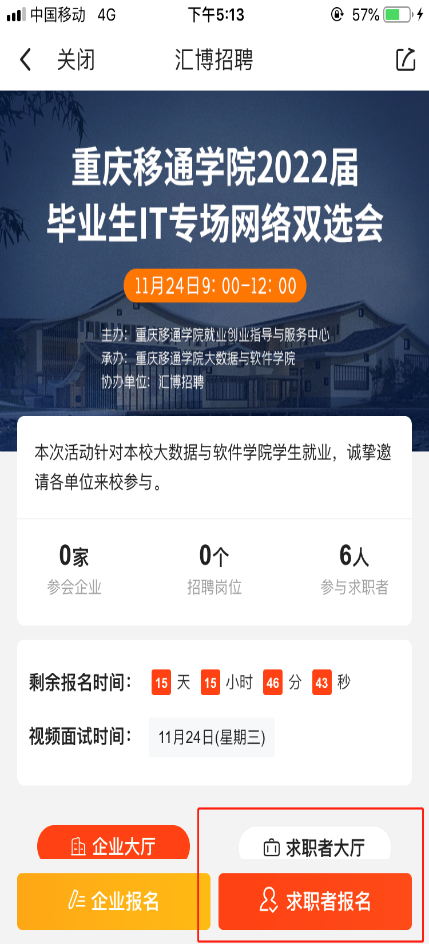 中国移动 4G 下午5:13 57%
关闭 汇博招聘
重庆移通学院2022届
毕业生IT专场网络双选会
11月24日9：00-12：00
主办：重庆移通学院就业创业指导与服务中心
承办：重庆移通学院大数据与软件学院
协办单位：汇博招聘
本次活动针对本校大数据与软件学院学生就业，诚挚邀
请各单位来校参与。
0家 0个 6人
参会企业 招聘岗位 参与求职者
剩余报名时间： 15 天 15 小时 46 分 43 秒
视频面试时间： 11月24日(星期三)
企业大厅 求职者大厅
企业报名 求职者报名